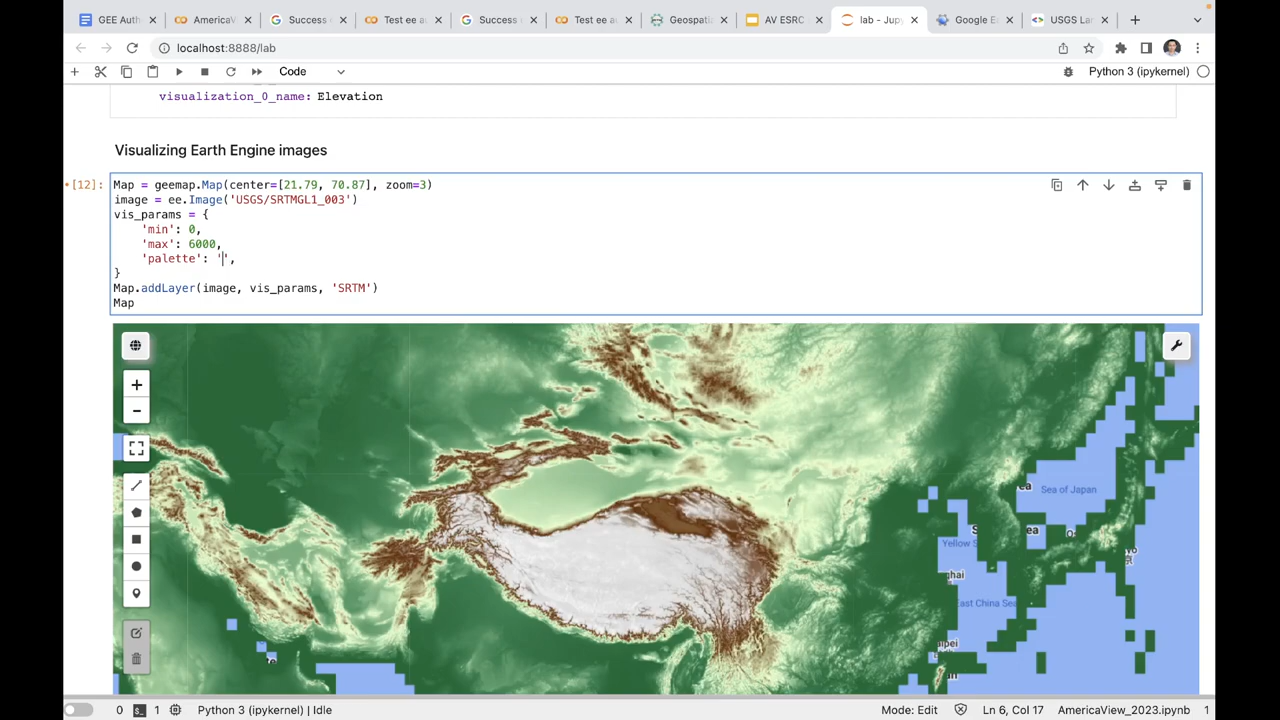 GEE Auth
AmericaV
Success
Test ee a
Success
Test ee a
Geospati
AV ESRC
lab - Jup
Google E
USGS La
localhost:8888/lab
Code
Python 3 (ipykernel)
visualization_0_name: Elevation
Visualizing Earth Engine images
[12]:
Map = geemap.Map(center=[21.79, 70.87], zoom=3)
image = ee.Image('USGS/SRTMGL1_003')
vis_params = {
'min': 0,
'max': 6000,
'palette': '',
}
Map.addLayer(image, vis_params, 'SRTM')
Map
Sea of Japan
Yellow S
ghai
East China Sea
0
1
Python 3 (ipykernel) | Idle
Mode: Edit
Ln 6, Col 17
AmericaView_2023.ipynb
1